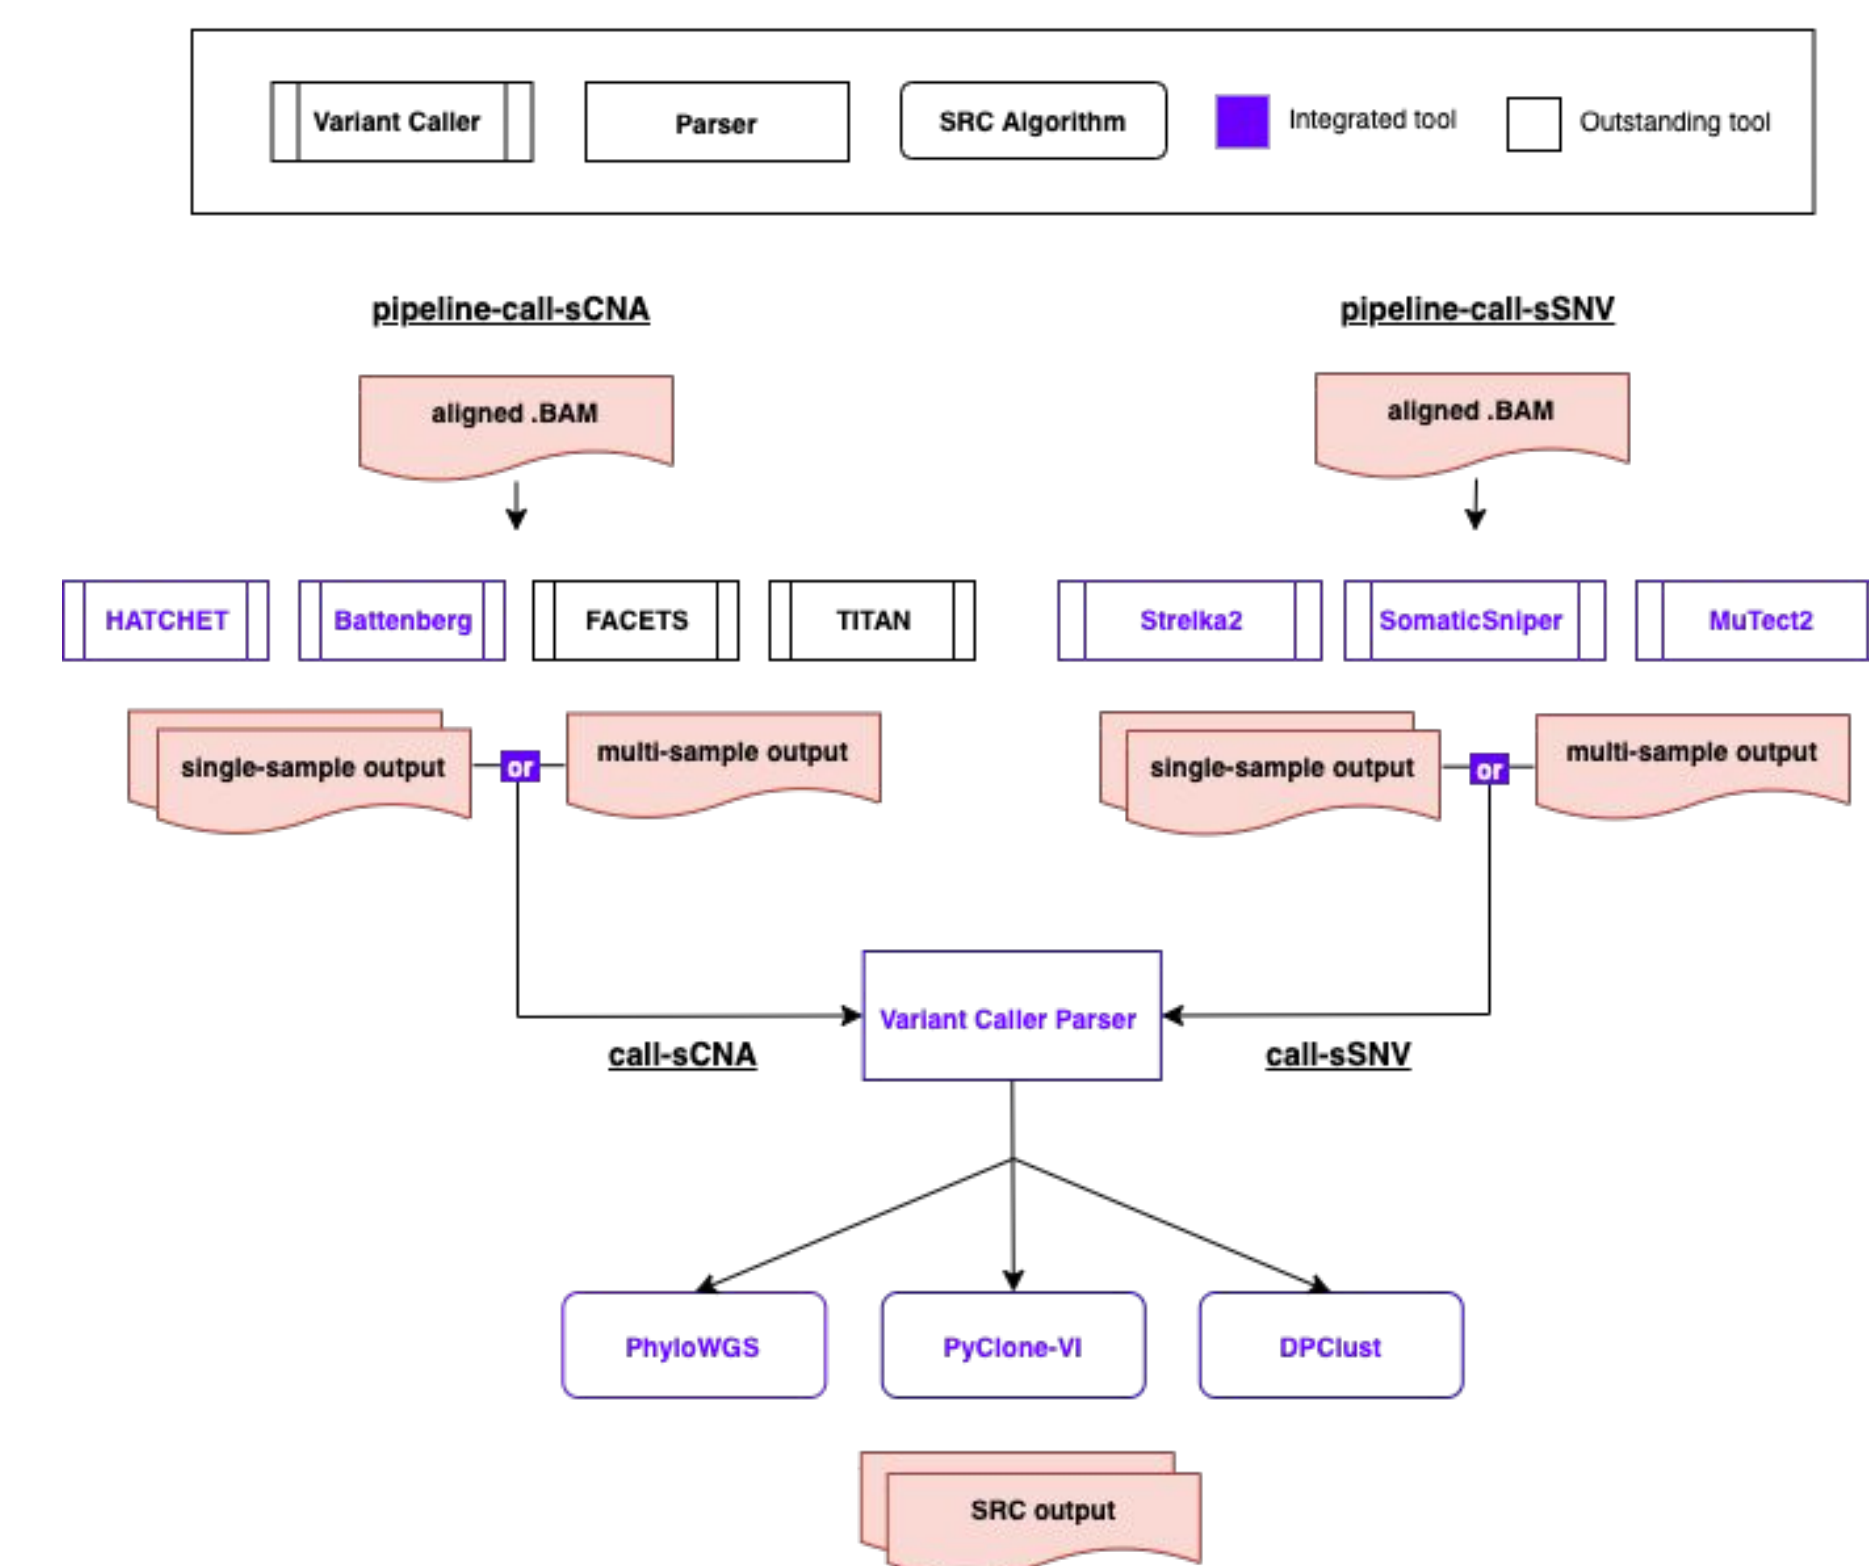 Variant Caller
Parser
SRC Algorithm
Integrated tool
Outstanding tool
pipeline-call-sCNA
pipeline-call-sSNV
aligned .BAM
aligned .BAM
HATCHET
Battenberg
FACETS
TITAN
Strelka2
SomaticSniper
MuTect2
single-sample output
or
multi-sample output
single-sample output
or
multi-sample output
Variant Caller Parser
call-sCNA
call-sSNV
PhyloWGS
PyClone-VI
DPClust
SRC output